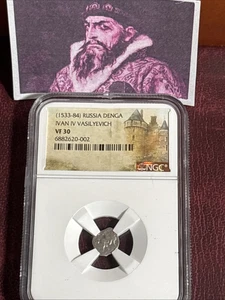 (1533-84) RUSSIA DENGA
IVAN IV VASILYEVICH
VF 30
6882620-002
NGC